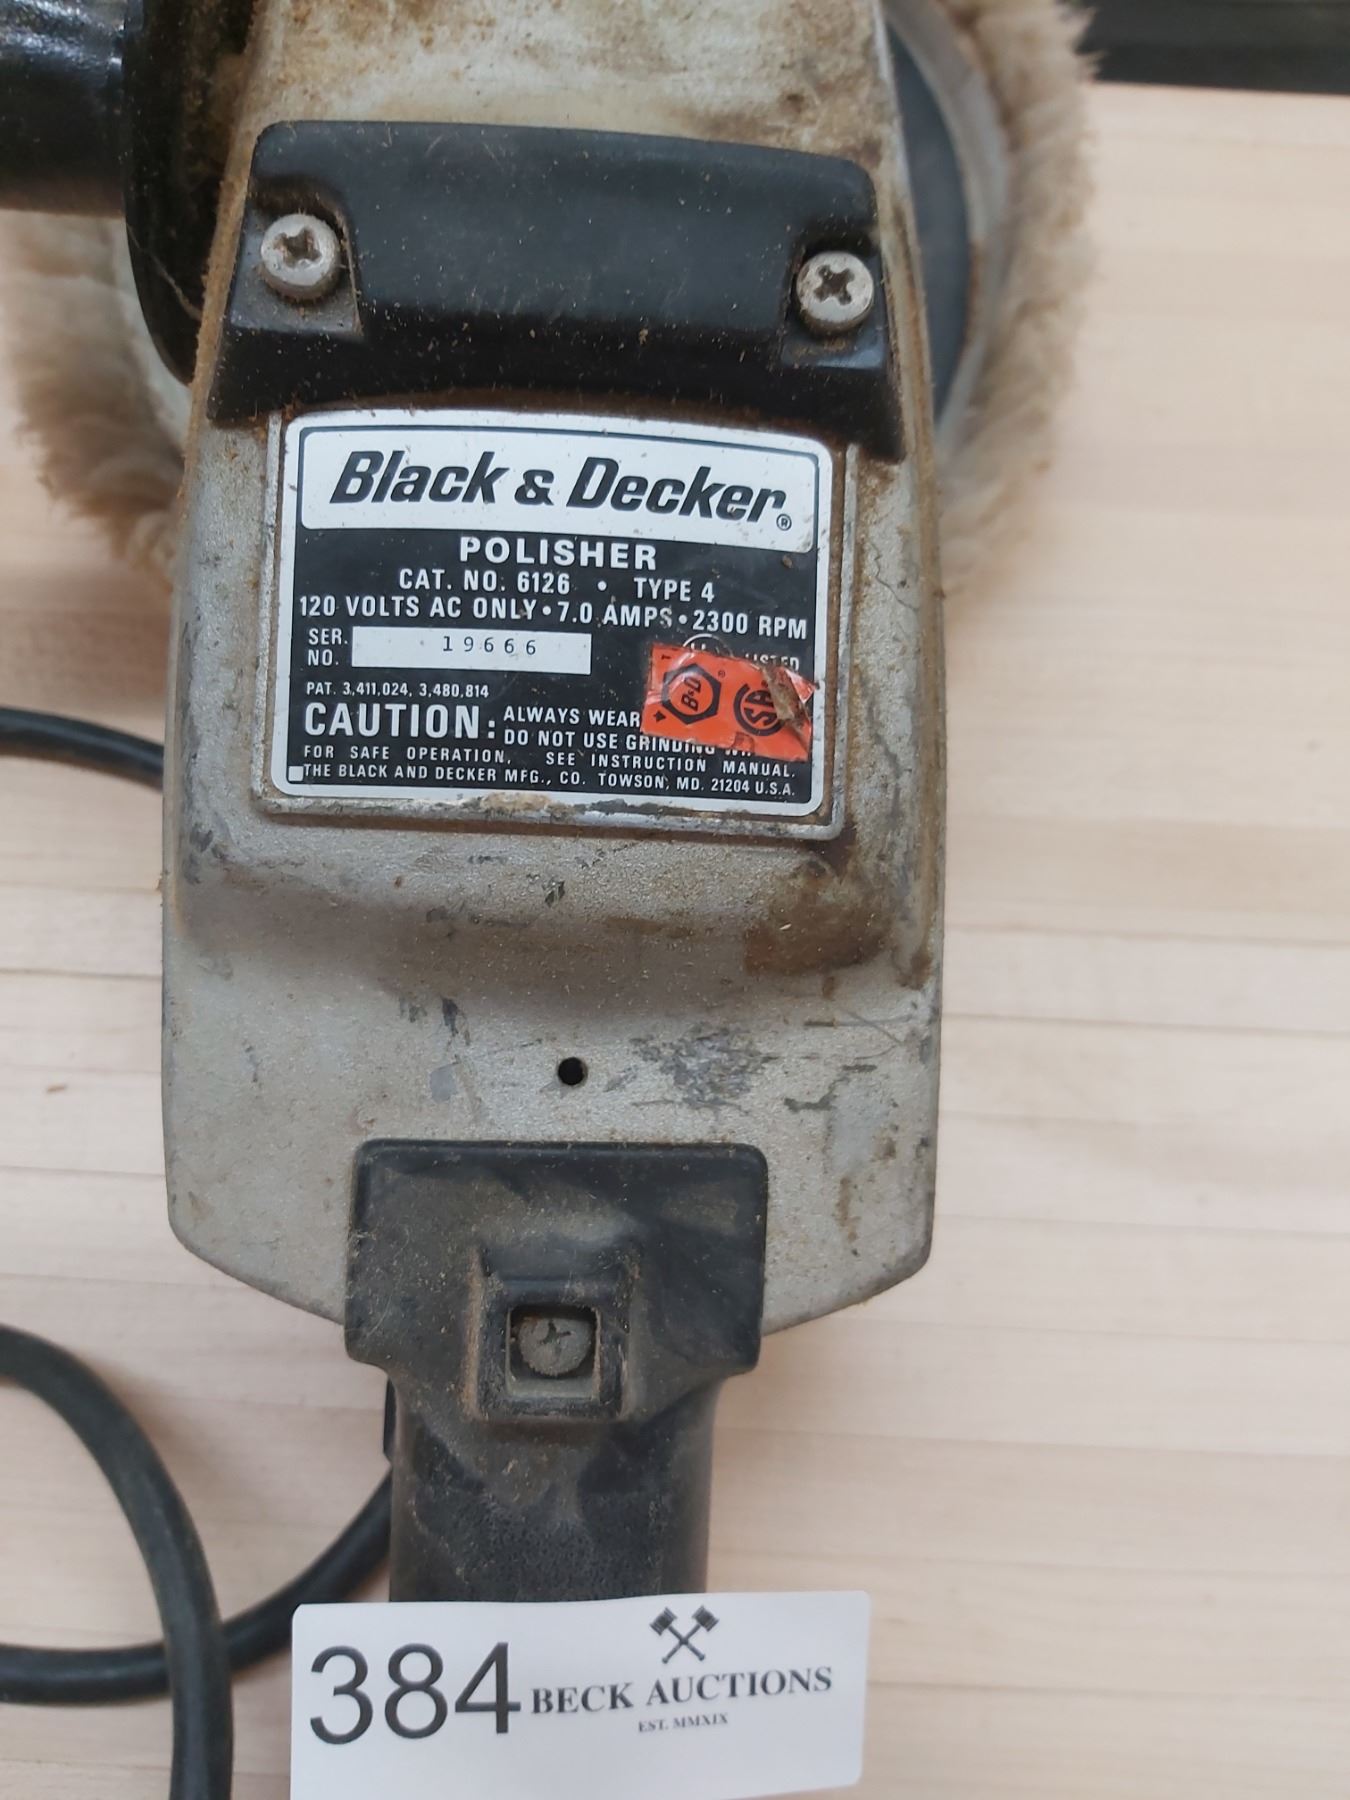 Black & Decker®
POLISHER
CAT. NO. 6126 • TYPE 4
120 VOLTS AC ONLY • 7.0 AMPS • 2300 RPM
SER. NO. 19666
LISTED
PAT. 3,411,024, 3,480,814
B&D ®
CAUTION: ALWAYS WEAR
DO NOT USE GRINDING
FOR SAFE OPERATION, SEE INSTRUCTION MANUAL.
THE BLACK AND DECKER MFG., CO. TOWSON, MD. 21204 U.S.A.
384 BECK AUCTIONS
EST. MMXIX